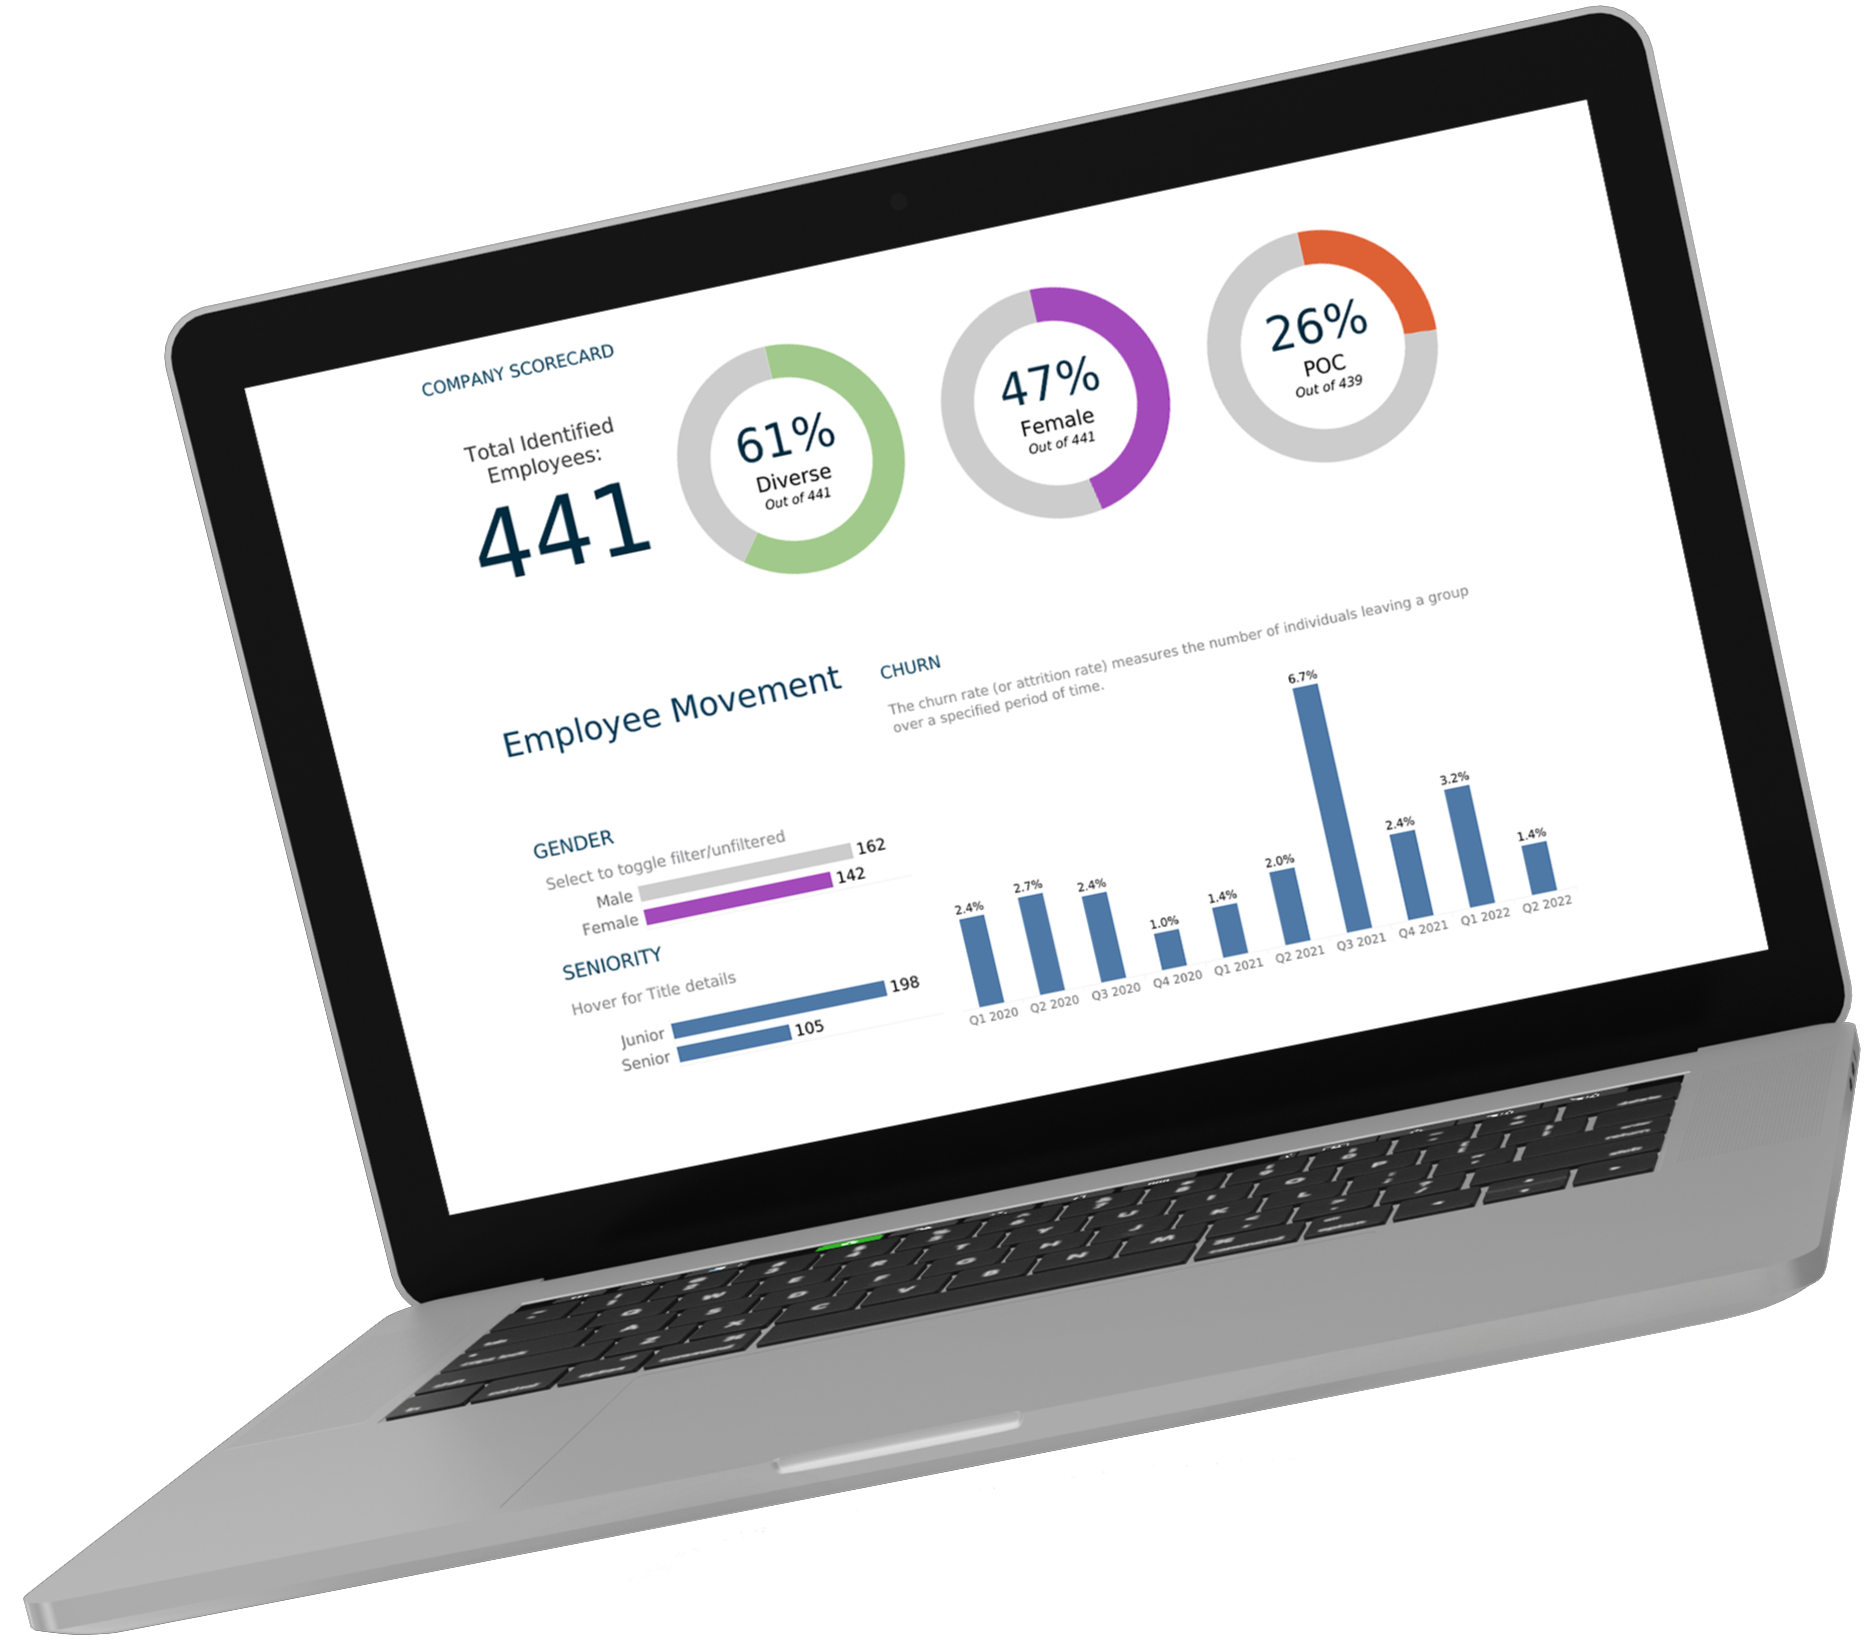 COMPANY SCORECARD
Total Identified
Employees:
441
61%
Diverse
Out of 441
47%
Female
Out of 441
26%
POC
Out of 439
Employee Movement
CHURN
The churn rate (or attrition rate) measures the number of individuals leaving a group
over a specified period of time.
GENDER
Select to toggle filter/unfiltered
Male 162
Female 142
SENIORITY
Hover for Title details
Junior 198
Senior 105
2.4% 2.7% 2.4% 1.0% 1.4% 2.0% 6.7% 2.4% 3.2% 1.4%
Q1 2020 Q2 2020 Q3 2020 Q4 2020 Q1 2021 Q2 2021 Q3 2021 Q4 2021 Q1 2022 Q2 2022